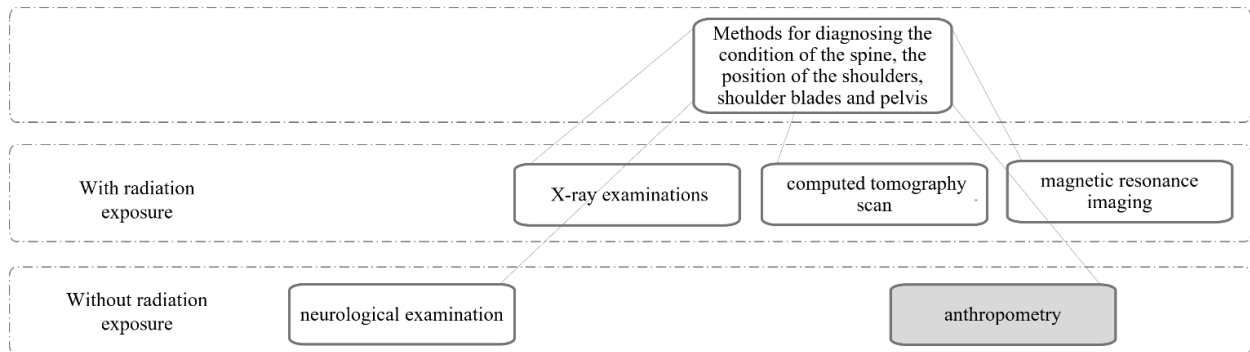 Methods for diagnosing the
condition of the spine, the
position of the shoulders,
shoulder blades and pelvis
With radiation
exposure
X-ray examinations
computed tomography
scan
magnetic resonance
imaging
Without radiation
exposure
neurological examination
anthropometry